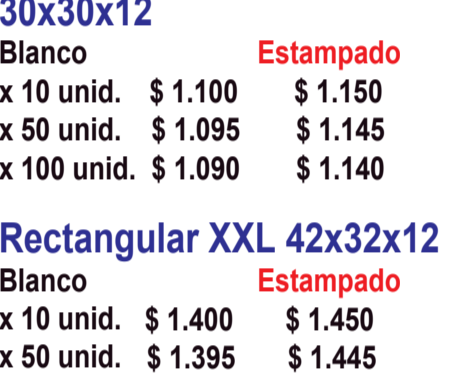 30x30x12
Blanco Estampado
x 10 unid. $ 1.100 $ 1.150
x 50 unid. $ 1.095 $ 1.145
x 100 unid. $ 1.090 $ 1.140
Rectangular XXL 42x32x12
Blanco Estampado
x 10 unid. $ 1.400 $ 1.450
x 50 unid. $ 1.395 $ 1.445